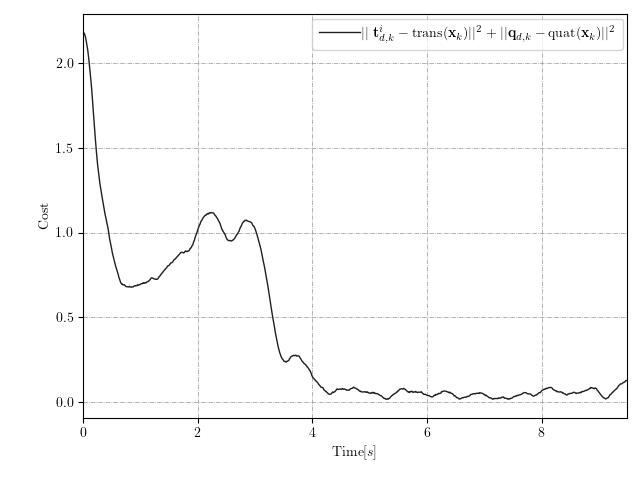 || t^i_{d,k} − trans(x_k)||^2 + ||q_{d,k} − quat(x_k)||^2
2.0
1.5
1.0
0.5
0.0
Cost
0 2 4 6 8
Time[s]